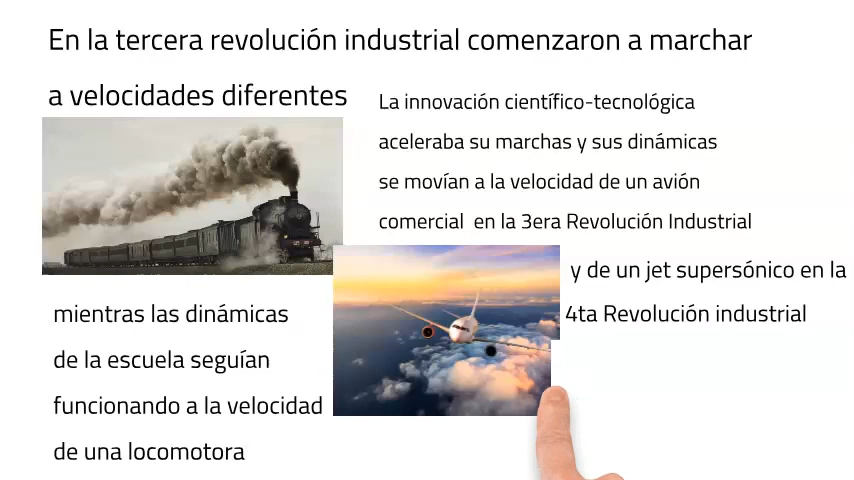 En la tercera revolución industrial comenzaron a marchar
a velocidades diferentes
La innovación científico-tecnológica
aceleraba su marchas y sus dinámicas
se movían a la velocidad de un avión
comercial en la 3era Revolución Industrial
y de un jet supersónico en la
4ta Revolución industrial
mientras las dinámicas
de la escuela seguían
funcionando a la velocidad
de una locomotora